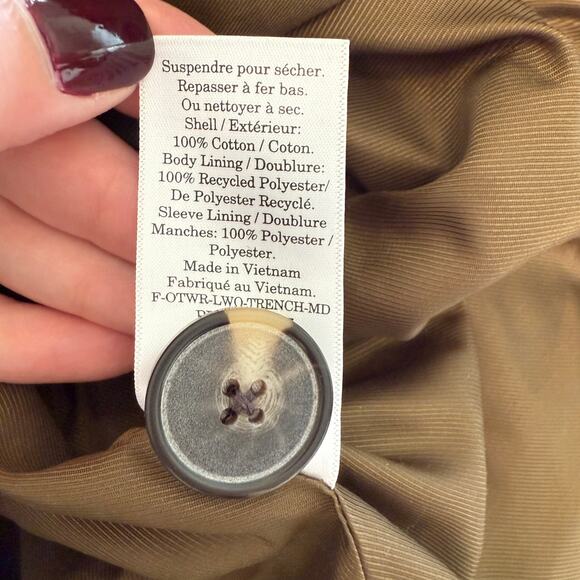 Suspendre pour sécher.
Repasser à fer bas.
Ou nettoyer à sec.
Shell / Extérieur:
100% Cotton / Coton.
Body Lining / Doublure:
100% Recycled Polyester/
De Polyester Recyclé.
Sleeve Lining / Doublure
Manches: 100% Polyester /
Polyester.
Made in Vietnam
Fabriqué au Vietnam.
F-OTWR-LWO-TRENCH-MD